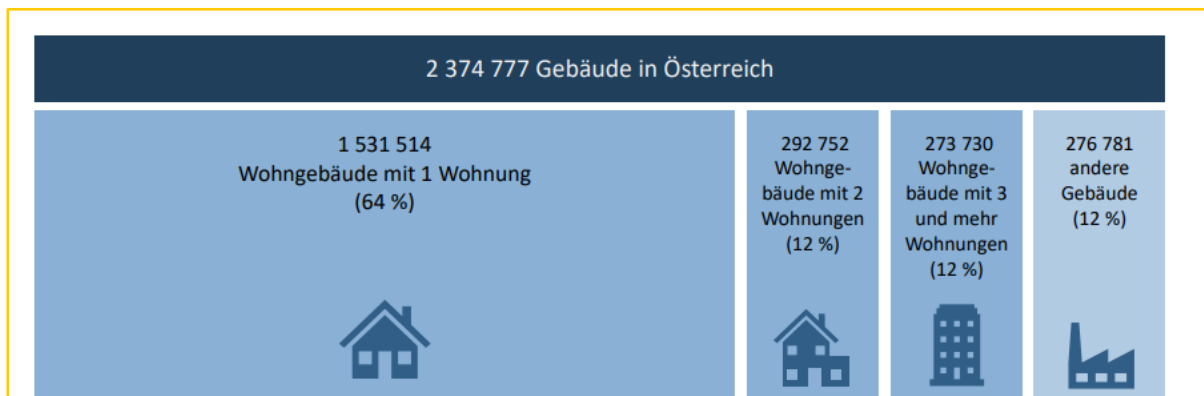 2 374 777 Gebäude in Österreich
1 531 514
Wohngebäude mit 1 Wohnung
(64 %)
292 752
Wohnge-
bäude mit 2
Wohnungen
(12 %)
273 730
Wohnge-
bäude mit 3
und mehr
Wohnungen
(12 %)
276 781
andere
Gebäude
(12 %)